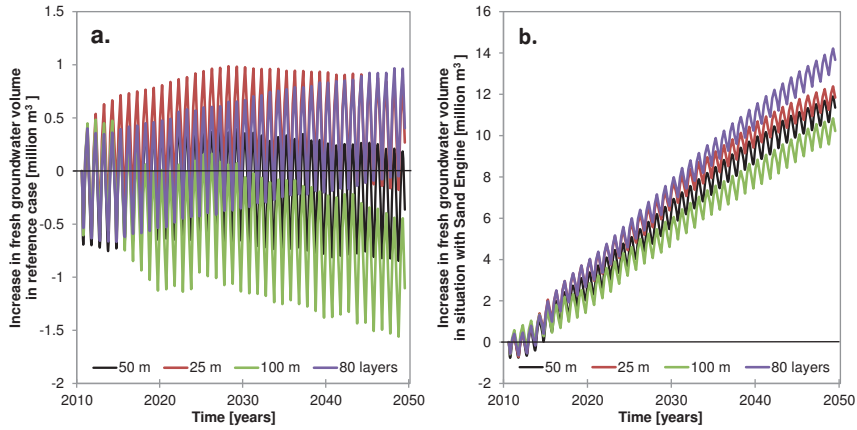 a.
Increase in fresh groundwater volume
in reference case [million m³]
1.5
1
0.5
0
-0.5
-1
-1.5
-2
50 m 25 m 100 m 80 layers
2010 2020 2030 2040 2050
Time [years]
b.
Increase in fresh groundwater volume
in situation with Sand Engine [million m³]
16
14
12
10
8
6
4
2
0
-2
50 m 25 m 100 m 80 layers
2010 2020 2030 2040 2050
Time [years]